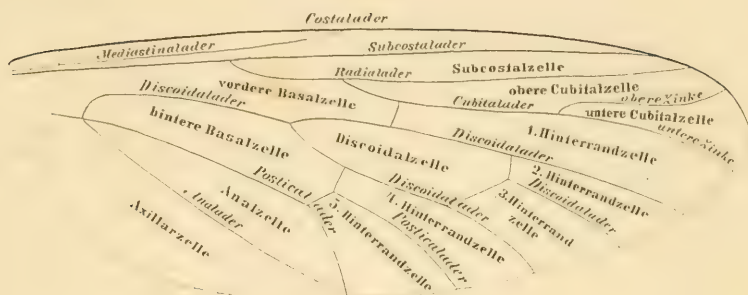 Costalader
Mediastinalader
Subcostalader
Radialader
Subcostalzelle
Discoidalader
vordere Basalzelle
obere Cubitalzelle
Cubitalader
obere Zinke
untere Cubitalzelle
untere Zinke
hintere Basalzelle
Discoidalzelle
Discoidalader
1. Hinterrandzelle
2. Hinterrandzelle
Discoidalader
3. Hinterrand
zelle
Discoidalader
4. Hinterrandzelle
Posticalader
5. Hinterrandzelle
Posticalader
Analzelle
Analader
Axillarzelle